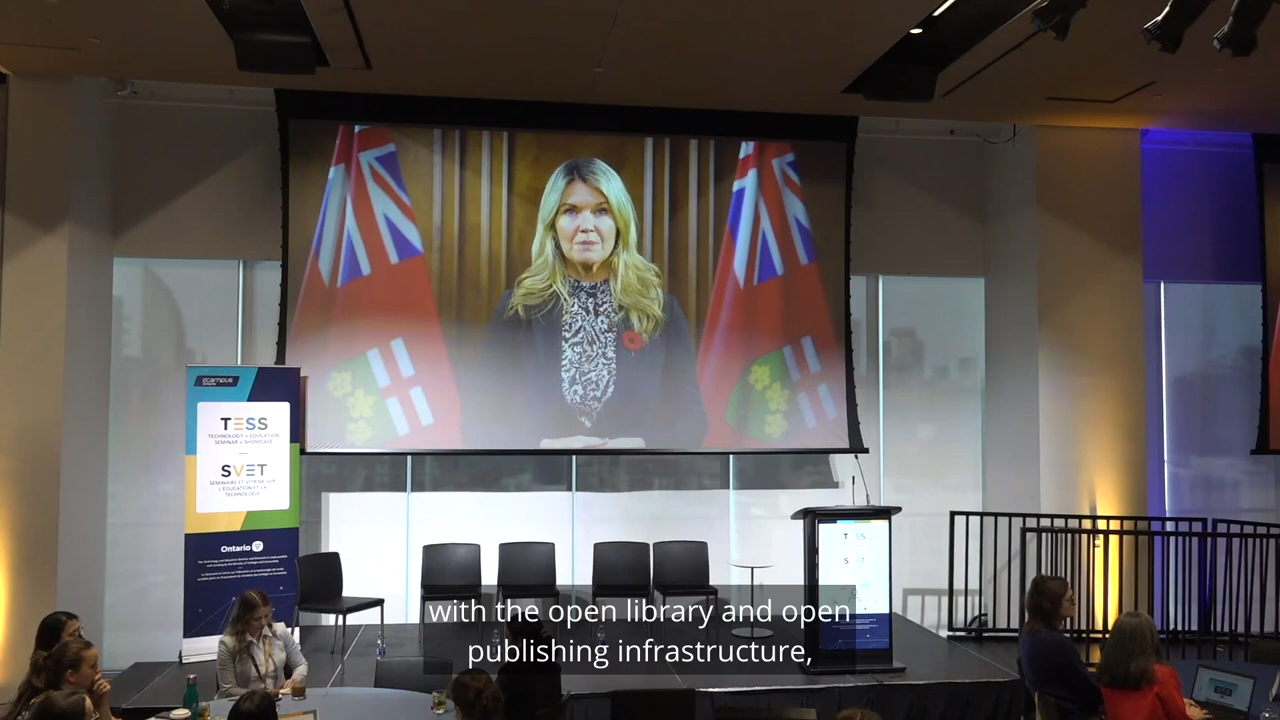 ecampus
TESS
TECHNOLOGY + EDUCATION
SEMINAR + SHOWCASE
SVET
SÉMINAIRE ET VITRINE SUR
L'ÉDUCATION ET LA
TECHNOLOGIE
Ontario
with the open library and open
publishing infrastructure,